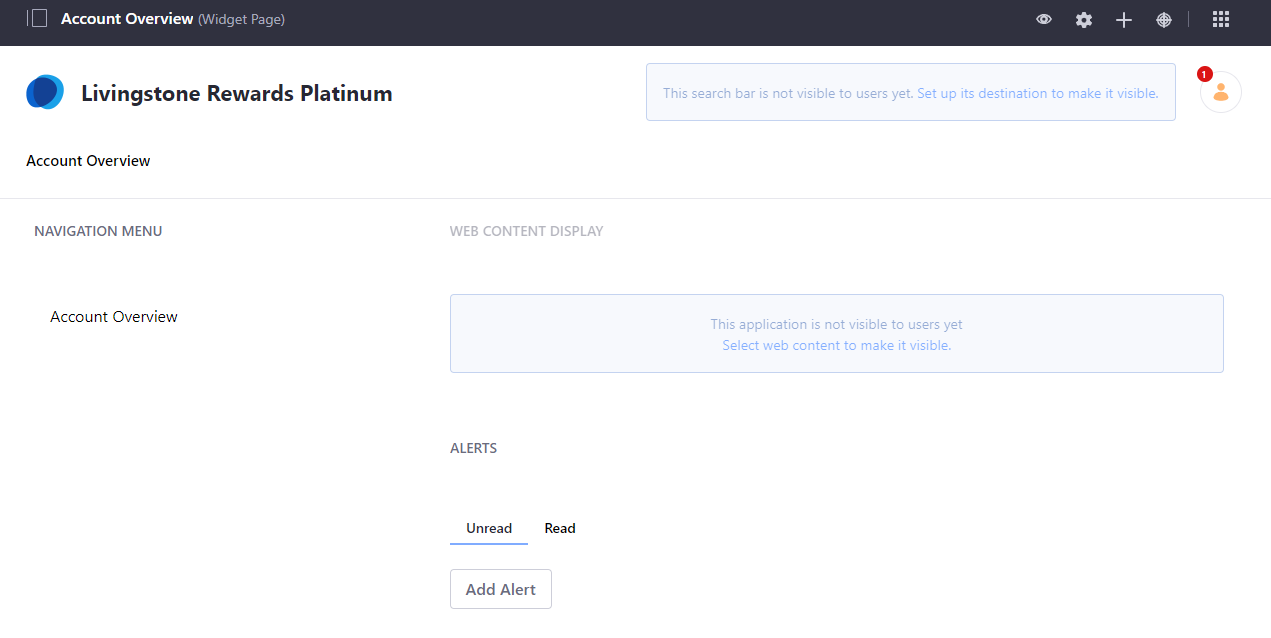 Account Overview (Widget Page)
Livingstone Rewards Platinum
This search bar is not visible to users yet. Set up its destination to make it visible.
1
Account Overview
NAVIGATION MENU
WEB CONTENT DISPLAY
Account Overview
This application is not visible to users yet
Select web content to make it visible.
ALERTS
Unread Read
Add Alert